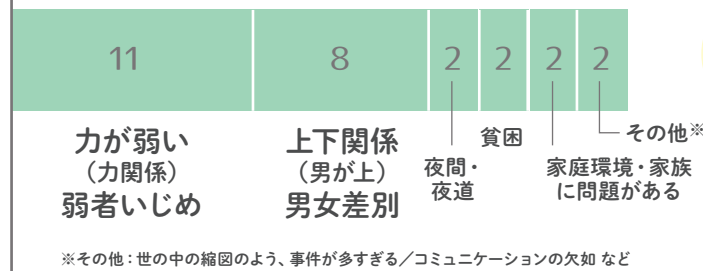 11 8 2 2 2 2
力が弱い
（力関係）
弱者いじめ
上下関係
（男が上）
男女差別
夜間・
夜道
貧困
家庭環境・家族
に問題がある
その他※
※その他：世の中の縮図のよう、事件が多すぎる／コミュニケーションの欠如 など